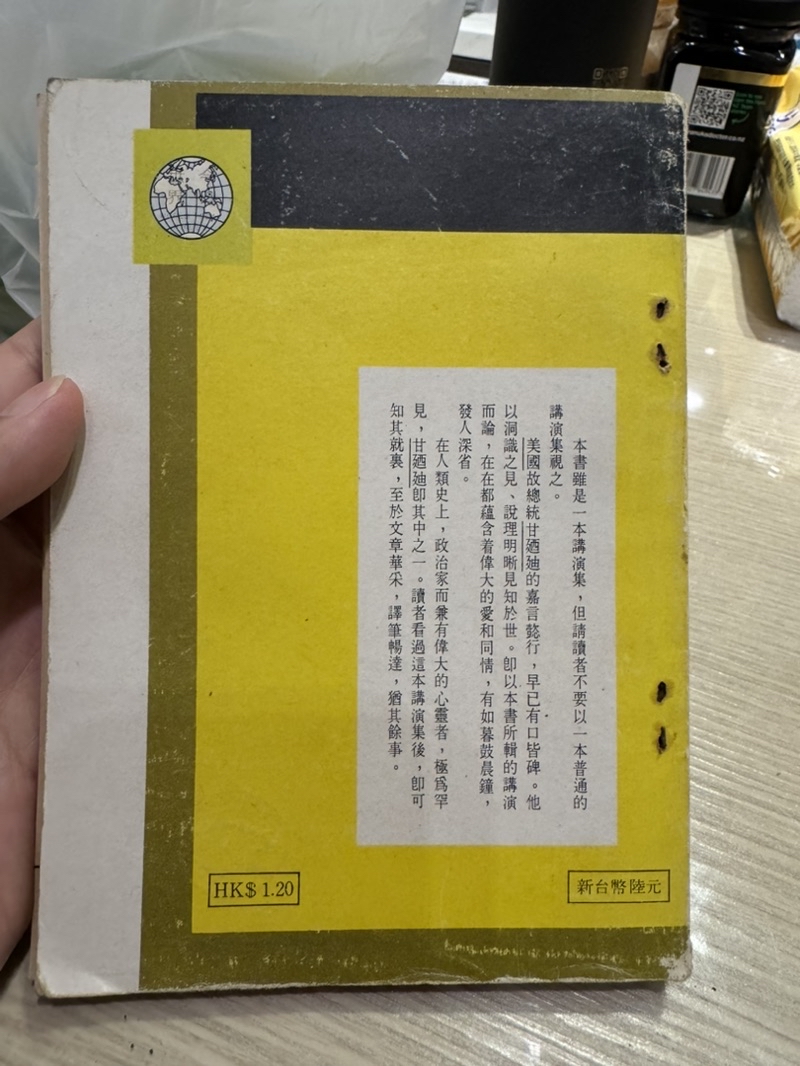 本書雖是一本講演集，但請讀者不要以一本普通的
講演集視之。
美國故總統甘廼廸的嘉言懿行，早已有口皆碑。他
以洞識之見、說理明晰見知於世。卽以本書所輯的講演
而論，在在都蘊含着偉大的愛和同情，有如暮鼓晨鐘，
發人深省。
在人類史上，政治家而兼有偉大的心靈者，極爲罕
見，甘廼廸卽其中之一。讀者看過這本講演集後，卽可
知其就裏，至於文章華采，譯筆暢達，猶其餘事。
新台幣陸元
HK$ 1.20